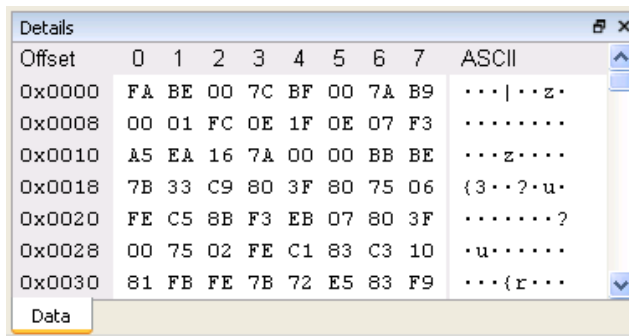 Details
Offset 0 1 2 3 4 5 6 7 ASCII
0x0000 FA BE 00 7C BF 00 7A B9 ···|··z·
0x0008 00 01 FC 0E 1F 0E 07 F3 ········
0x0010 A5 EA 16 7A 00 00 BB BE ···z····
0x0018 7B 33 C9 80 3F 80 75 06 {3··?·u·
0x0020 FE C5 8B F3 EB 07 80 3F ·······?
0x0028 00 75 02 FE C1 83 C3 10 ·u······
0x0030 81 FB FE 7B 72 E5 83 F9 ···{r···
Data